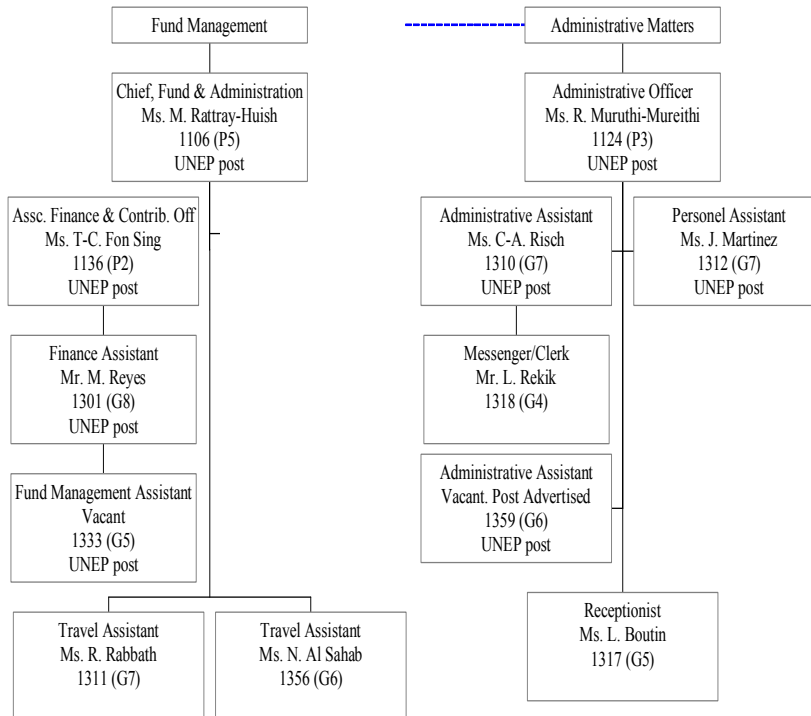 Fund Management
Chief, Fund & Administration
Ms. M. Rattray-Huish
1106 (P5)
UNEP post
Assc. Finance & Contrib. Off
Ms. T-C. Fon Sing
1136 (P2)
UNEP post
Finance Assistant
Mr. M. Reyes
1301 (G8)
UNEP post
Fund Management Assistant
Vacant
1333 (G5)
UNEP post
Travel Assistant
Ms. R. Rabbath
1311 (G7)
Travel Assistant
Ms. N. Al Sahab
1356 (G6)
Administrative Matters
Administrative Officer
Ms. R. Muruthi-Mureithi
1124 (P3)
UNEP post
Administrative Assistant
Ms. C-A. Risch
1310 (G7)
UNEP post
Personel Assistant
Ms. J. Martinez
1312 (G7)
UNEP post
Messenger/Clerk
Mr. L. Rekik
1318 (G4)
Administrative Assistant
Vacant. Post Advertised
1359 (G6)
UNEP post
Receptionist
Ms. L. Boutin
1317 (G5)